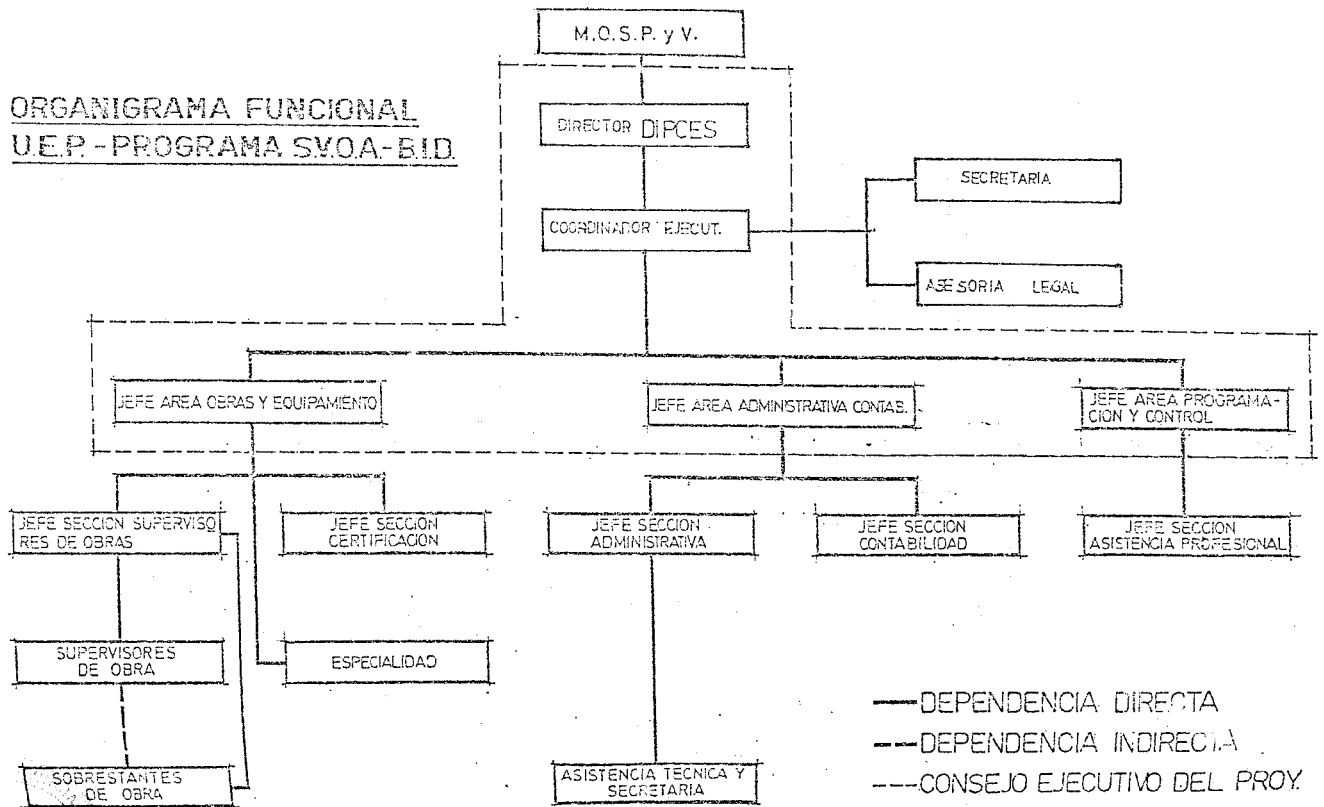 M.O.S.P. y V.
ORGANIGRAMA FUNCIONAL
U.E.P. - PROGRAMA S.V.O.A.- B.I.D.
DIRECTOR DIPCES
SECRETARIA
COORDINADOR EJECUT.
ASESORIA LEGAL
JEFE AREA OBRAS Y EQUIPAMIENTO
JEFE AREA ADMINISTRATIVA CONTAB.
JEFE AREA PROGRAMA-
CION Y CONTROL
JEFE SECCION SUPERVISO
RES DE OBRAS
JEFE SECCION
CERTIFICACION
JEFE SECCION
ADMINISTRATIVA
JEFE SECCION
CONTABILIDAD
JEFE SECCION
ASISTENCIA PROFESIONAL
SUPERVISORES
DE OBRA
ESPECIALIDAD
SOBRESTANTES
DE OBRA
ASISTENCIA TECNICA Y
SECRETARIA
DEPENDENCIA DIRECTA
DEPENDENCIA INDIRECTA
CONSEJO EJECUTIVO DEL PROY.